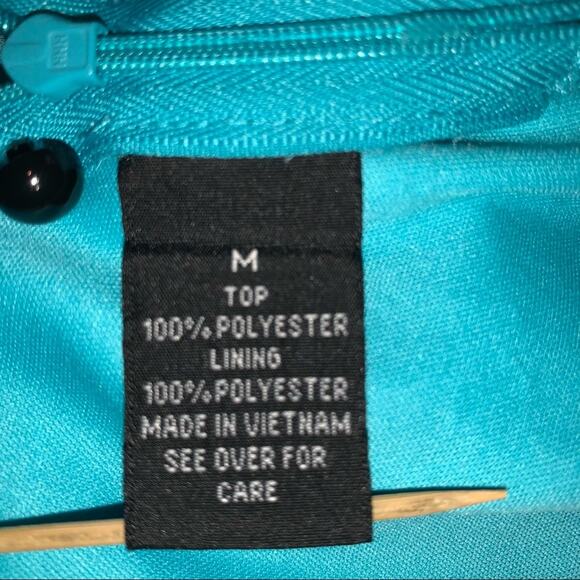 M
TOP
100% POLYESTER
LINING
100% POLYESTER
MADE IN VIETNAM
SEE OVER FOR
CARE